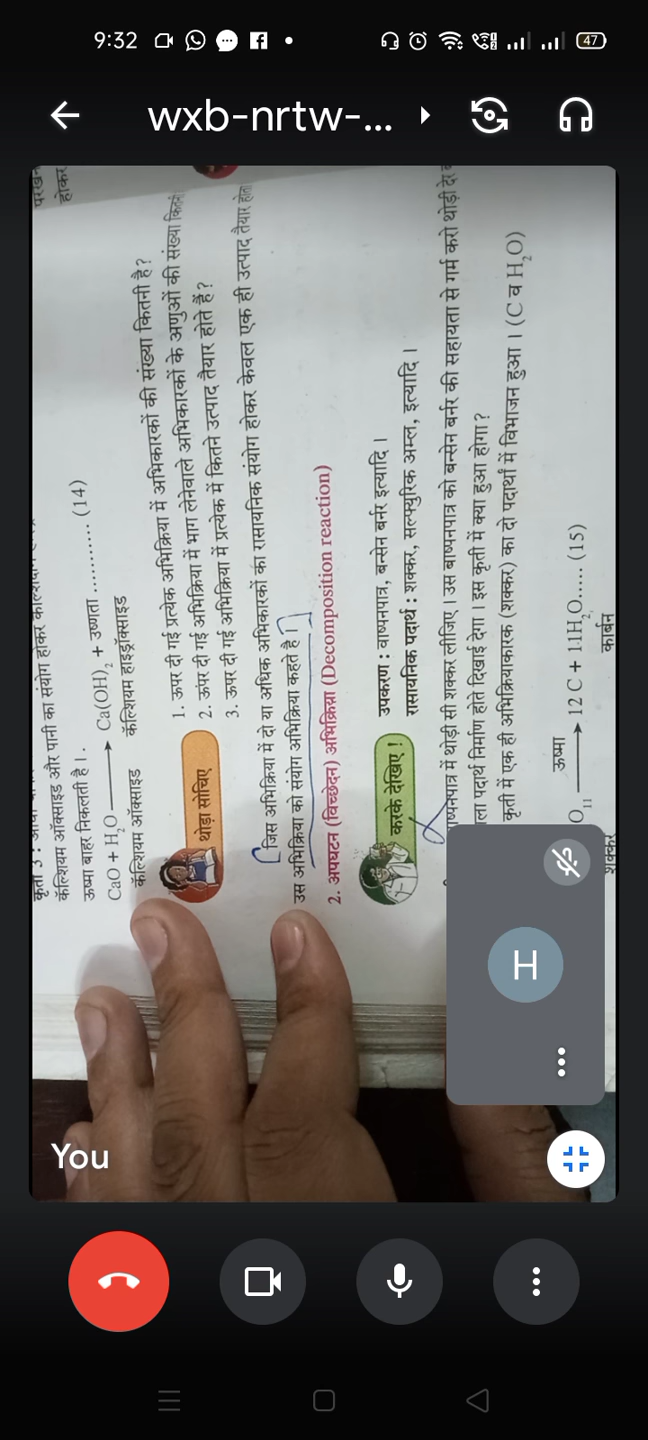 9:32
47
wxb-nrtw-...
होकर
कृती 3 :
कॅल्शियम ऑक्साइड और पानी का संयोग होकर
ऊष्मा बाहर निकलती है ।
CaO + H₂O ⟶ Ca(OH)₂ + उष्णता ............ (14)
कॅल्शियम ऑक्साइड कॅल्शियम हाइड्रॉक्साइड
थोड़ा सोचिए
1. ऊपर दी गई प्रत्येक अभिक्रिया में अभिकारकों की संख्या कितनी है?
2. ऊपर दी गई अभिक्रिया में भाग लेनेवाले अभिकारकों के अणुओं की संख्या कितनी
3. ऊपर दी गई अभिक्रिया में प्रत्येक में कितने उत्पाद तैयार होते हैं?
जिस अभिक्रिया में दो या अधिक अभिकारकों का रासायनिक संयोग होकर केवल एक ही उत्पाद तैयार होता
उस अभिक्रिया को संयोग अभिक्रिया कहते है ।
2. अपघटन (विच्छेदन) अभिक्रिया (Decomposition reaction)
करके देखिए !
उपकरण : वाष्पनपात्र, बन्सेन बर्नर इत्यादि ।
रासायनिक पदार्थ : शक्कर, सल्फ्युरिक अम्ल, इत्यादि ।
में थोड़ी सी शक्कर लीजिए । उस बाष्पनपात्र को बन्सेन बर्नर की सहायता से गर्म करो थोड़ी देर
पदार्थ निर्माण होते दिखाई देगा । इस कृती में क्या हुआ होगा?
कृती में एक ही अभिक्रियाकारक (शक्कर) का दो पदार्थां में विभाजन हुआ । (C व H₂O)
ऊष्मा
O₁₁ ⟶ 12 C + 11H₂O..... (15)
शक्कर कार्बन
H
You